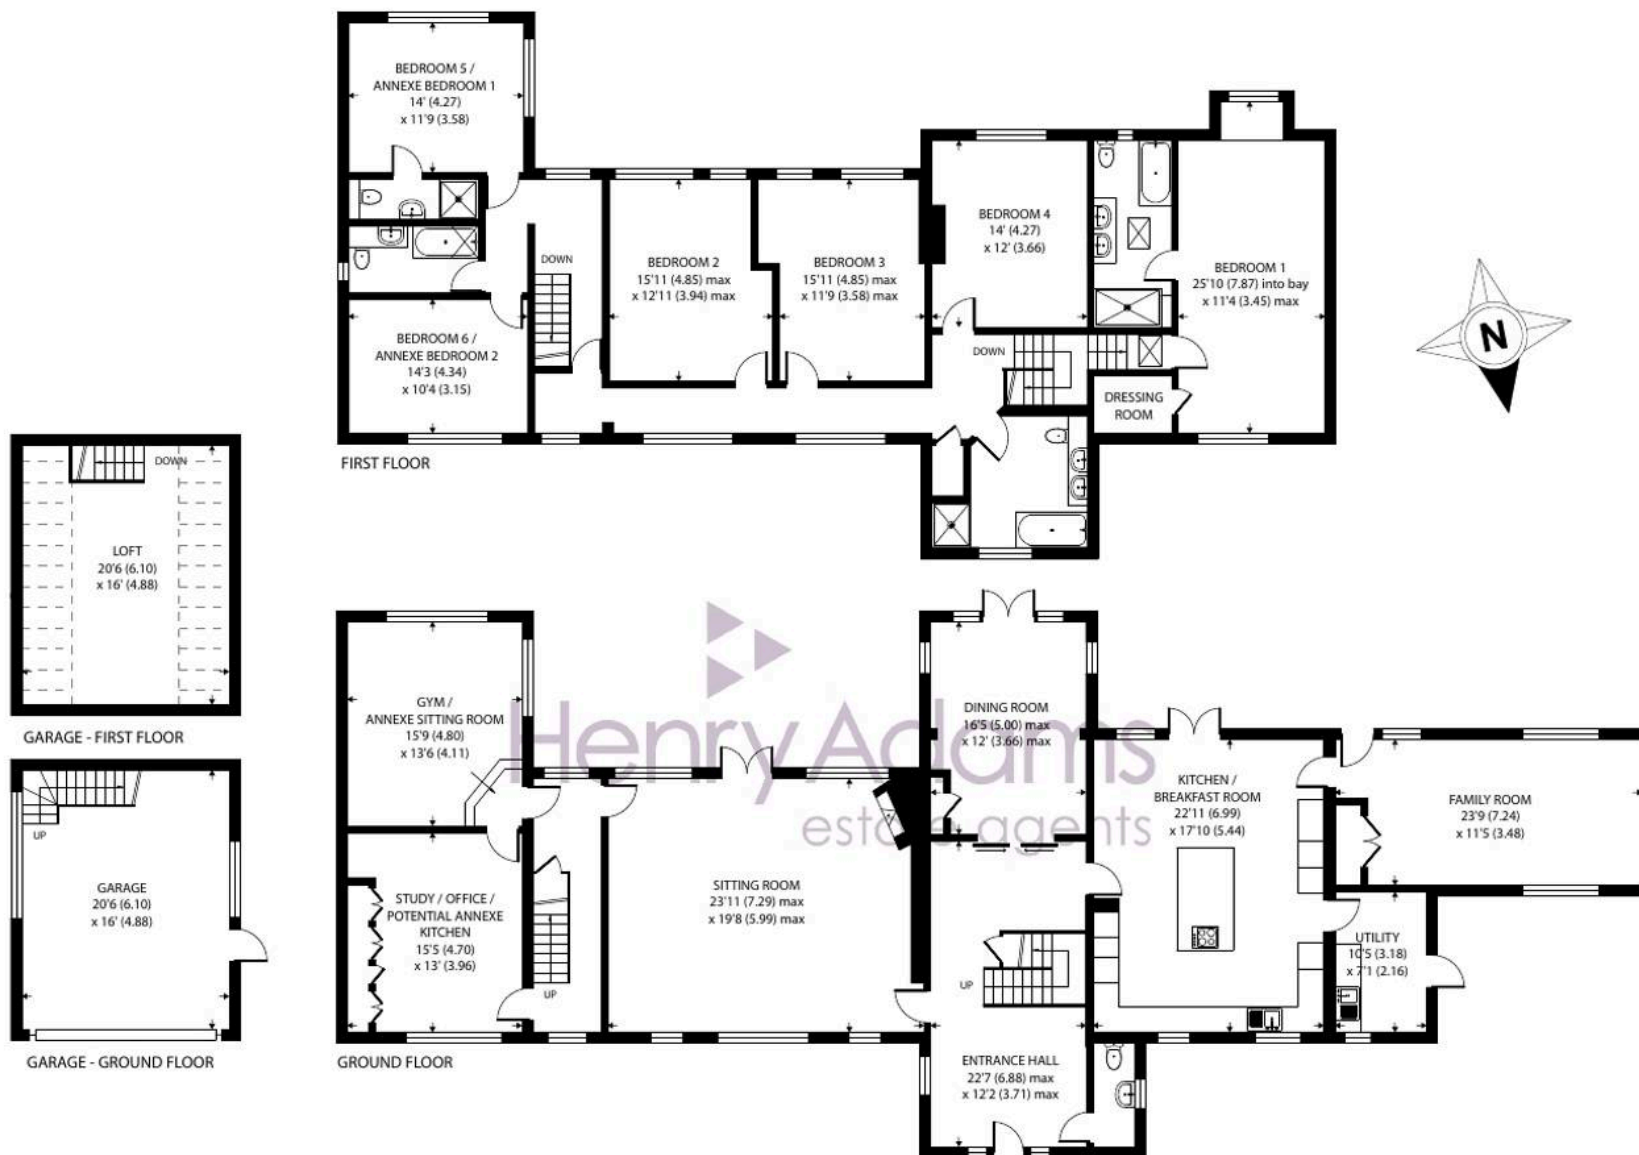 BEDROOM 5 /
ANNEXE BEDROOM 1
14' (4.27)
x 11'9 (3.58)
BEDROOM 6 /
ANNEXE BEDROOM 2
14'3 (4.34)
x 10'4 (3.15)
DOWN
BEDROOM 2
15'11 (4.85) max
x 12'11 (3.94) max
BEDROOM 3
15'11 (4.85) max
x 11'9 (3.58) max
BEDROOM 4
14' (4.27)
x 12' (3.66)
DOWN
BEDROOM 1
25'10 (7.87) into bay
x 11'4 (3.45) max
DRESSING
ROOM
N
FIRST FLOOR
DOWN
LOFT
20'6 (6.10)
x 16' (4.88)
GARAGE - FIRST FLOOR
UP
GARAGE
20'6 (6.10)
x 16' (4.88)
GARAGE - GROUND FLOOR
GYM /
ANNEXE SITTING ROOM
15'9 (4.80)
x 13'6 (4.11)
STUDY / OFFICE /
POTENTIAL ANNEXE
KITCHEN
15'5 (4.70)
x 13' (3.96)
UP
SITTING ROOM
23'11 (7.29) max
x 19'8 (5.99) max
DINING ROOM
16'5 (5.00) max
x 12' (3.66) max
UP
ENTRANCE HALL
22'7 (6.88) max
x 12'2 (3.71) max
KITCHEN /
BREAKFAST ROOM
22'11 (6.99)
x 17'10 (5.44)
FAMILY ROOM
23'9 (7.24)
x 11'5 (3.48)
UTILITY
10'5 (3.18)
x 7'1 (2.16)
GROUND FLOOR
Henry Adams
estate agents